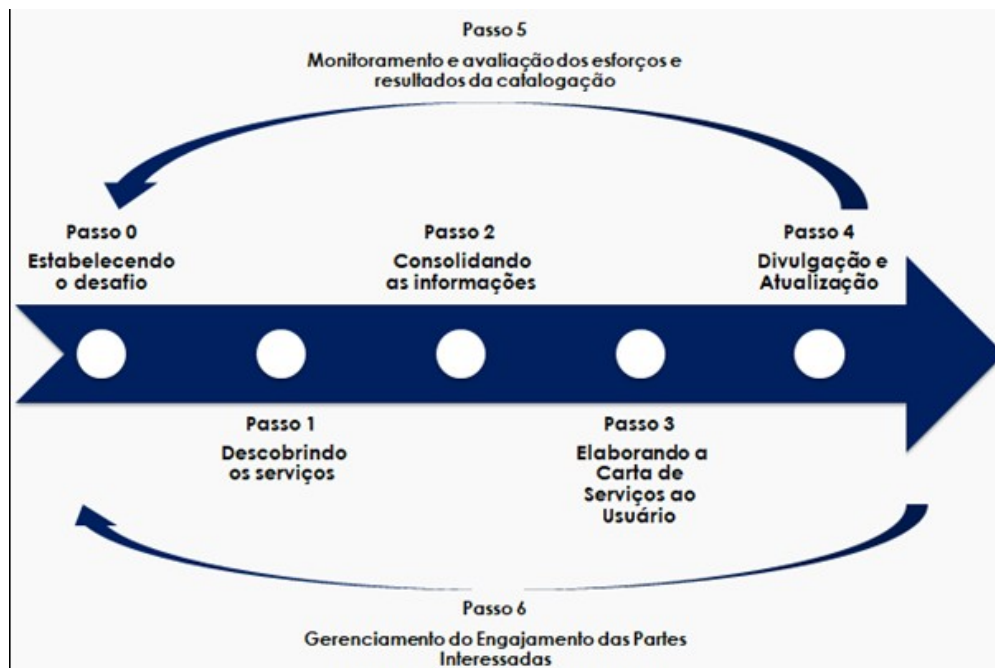 Passo 5
Monitoramento e avaliação dos esforços e
resultados da catalogação
Passo 0
Estabelecendo
o desafio
Passo 2
Consolidando
as informações
Passo 4
Divulgação e
Atualização
Passo 1
Descobrindo
os serviços
Passo 3
Elaborando a
Carta de
Serviços ao
Usuário
Passo 6
Gerenciamento do Engajamento das Partes
Interessadas